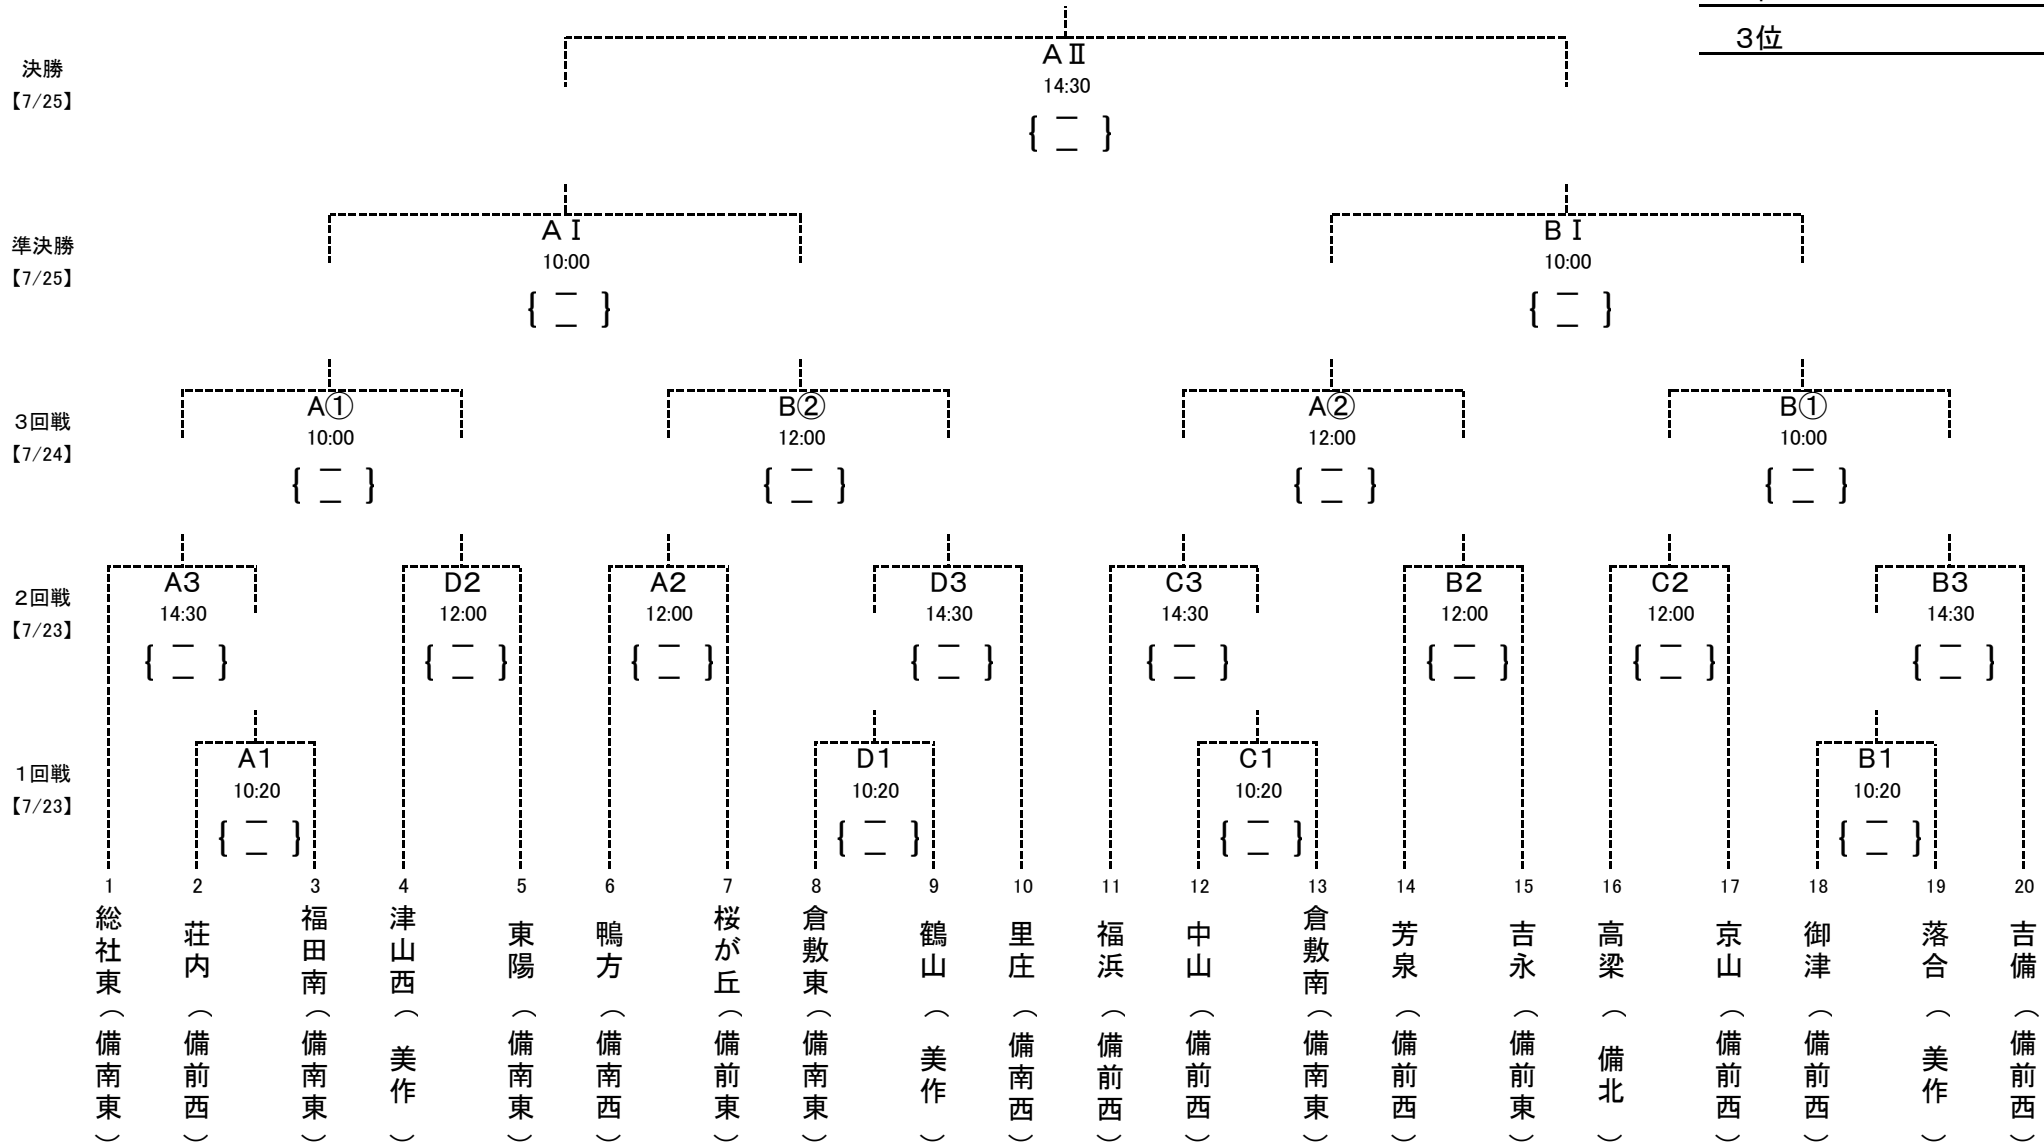 3位
決勝
【7/25】
AⅡ
14:30
{ － － }
準決勝
【7/25】
AⅠ
10:00
{ － － }
BⅠ
10:00
{ － － }
3回戦
【7/24】
A①
10:00
{ － － }
B②
12:00
{ － － }
A②
12:00
{ － － }
B①
10:00
{ － － }
2回戦
【7/23】
A3
14:30
{ － － }
D2
12:00
{ － － }
A2
12:00
{ － － }
D3
14:30
{ － － }
C3
14:30
{ － － }
B2
12:00
{ － － }
C2
12:00
{ － － }
B3
14:30
{ － － }
1回戦
【7/23】
A1
10:20
{ － － }
D1
10:20
{ － － }
C1
10:20
{ － － }
B1
10:20
{ － － }
1
総社東(備南東)
2
荘内(備前西)
3
福田南(備南東)
4
津山西(美作)
5
東陽(備南東)
6
鴨方(備南西)
7
桜が丘(備前東)
8
倉敷東(備南東)
9
鶴山(美作)
10
里庄(備南西)
11
福浜(備前西)
12
中山(備前西)
13
倉敷南(備南東)
14
芳泉(備前西)
15
吉永(備前東)
16
高梁(備北)
17
京山(備前西)
18
御津(備前西)
19
落合(美作)
20
吉備(備前西)